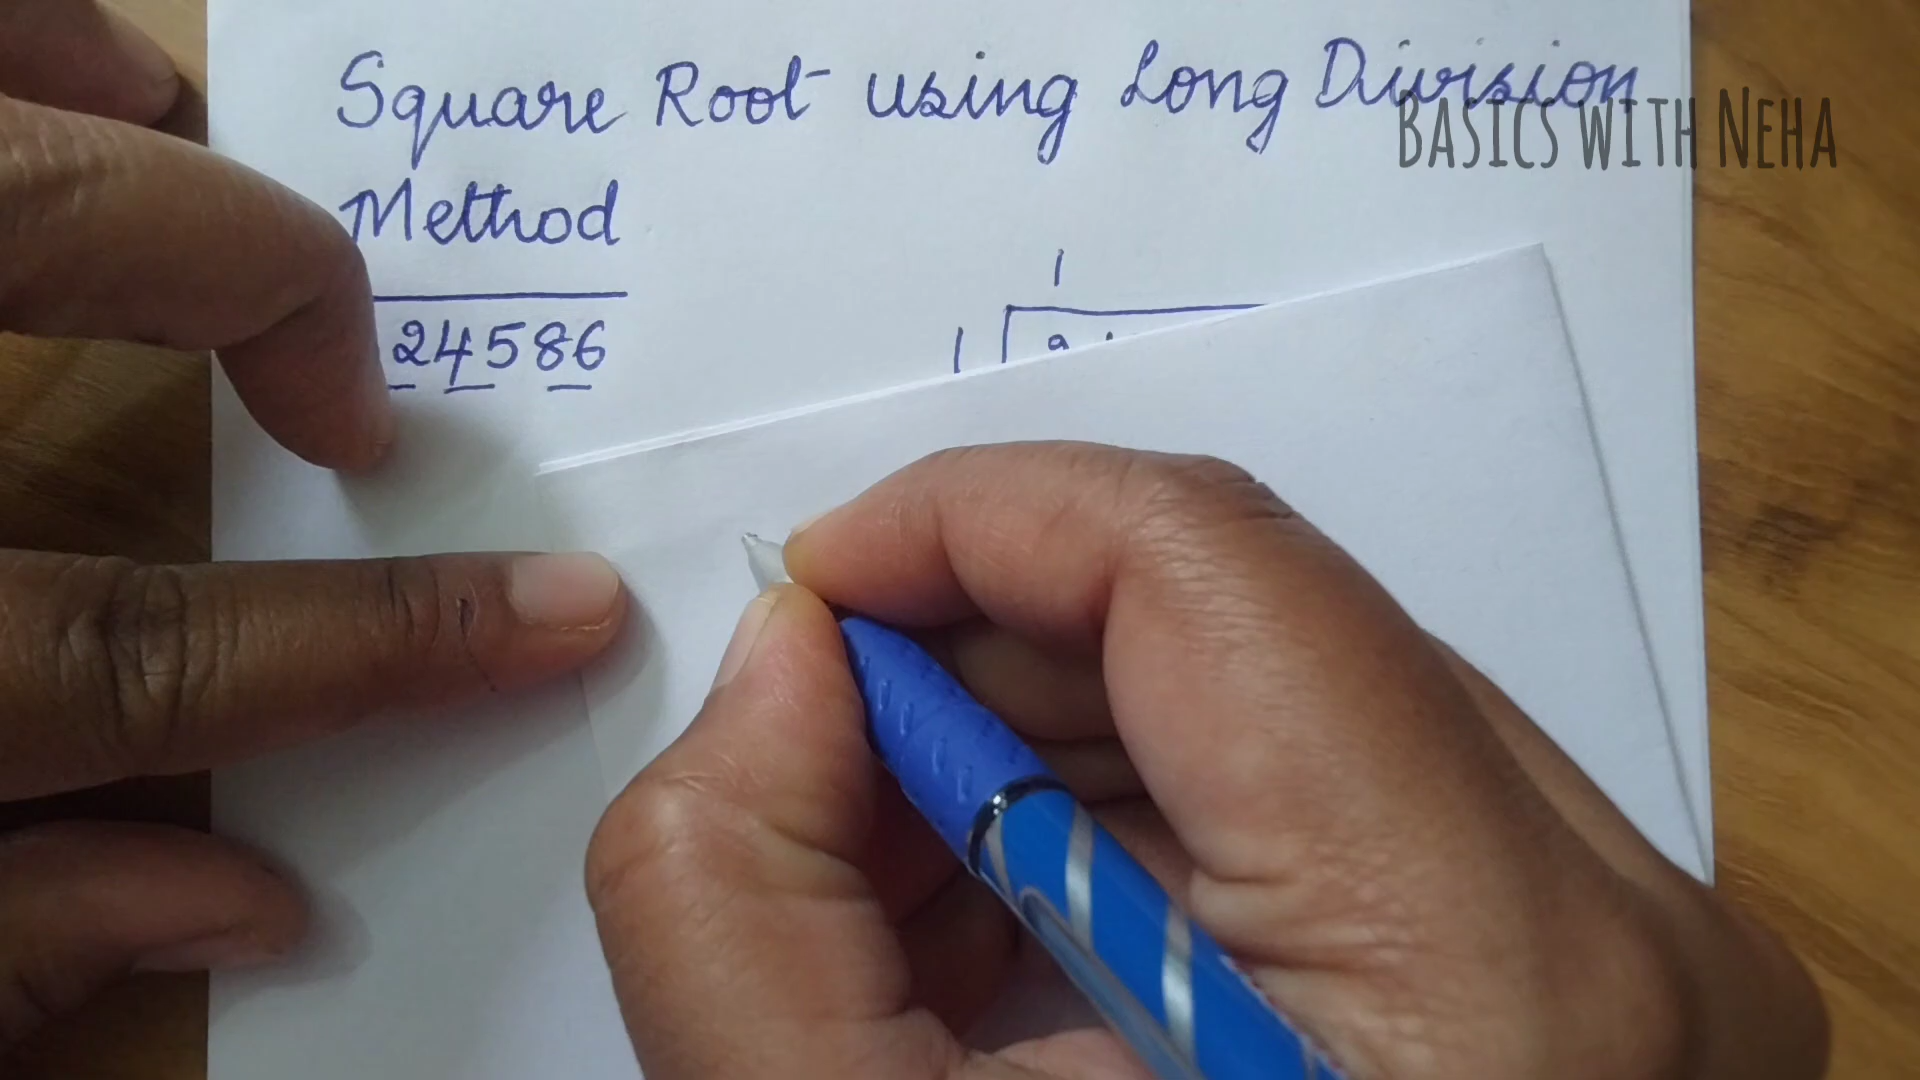 Square Root using Long Division
BASICS WITH NEHA
Method
1
24586
1